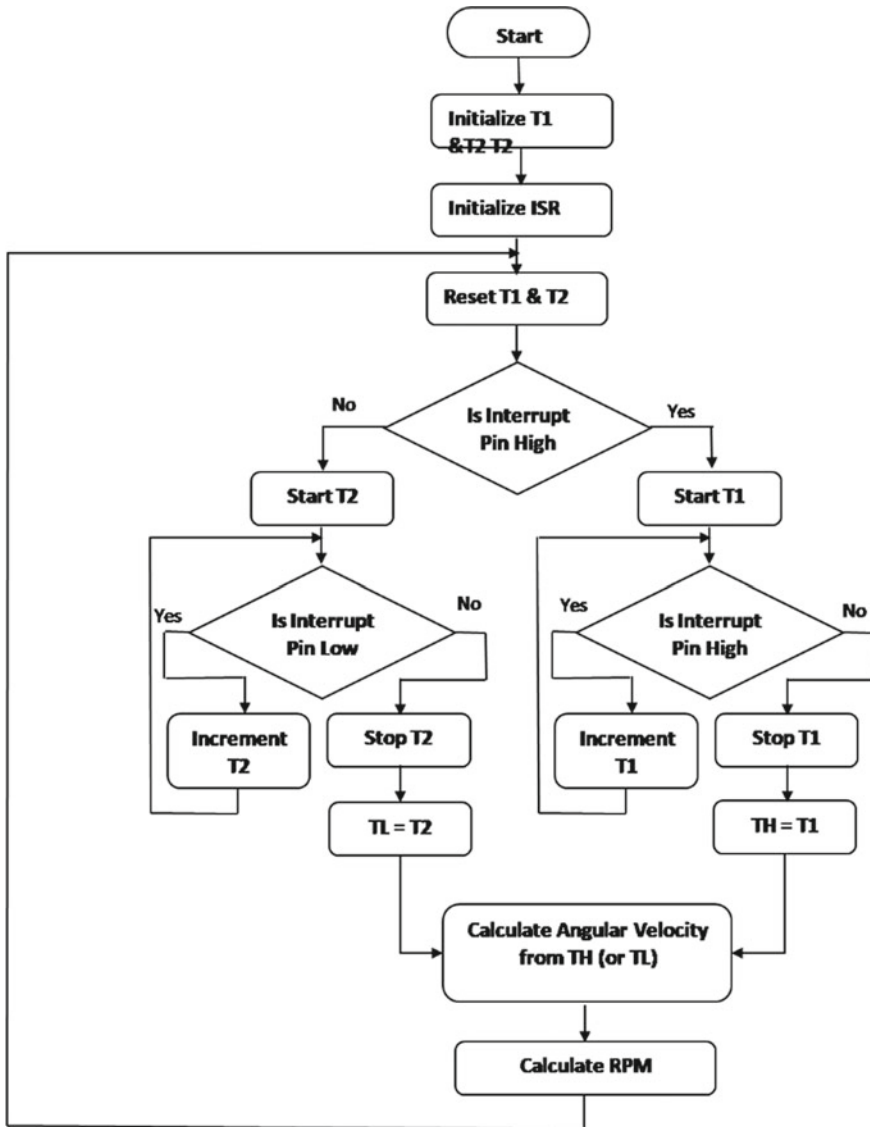 Start
Initialize T1
&T2 T2
Initialize ISR
Reset T1 & T2
No
Is Interrupt
Pin High
Yes
Start T2
Start T1
Yes
Is Interrupt
Pin Low
No
Yes
Is Interrupt
Pin High
No
Increment
T2
Stop T2
Increment
T1
Stop T1
TL = T2
TH = T1
Calculate Angular Velocity
from TH (or TL)
Calculate RPM